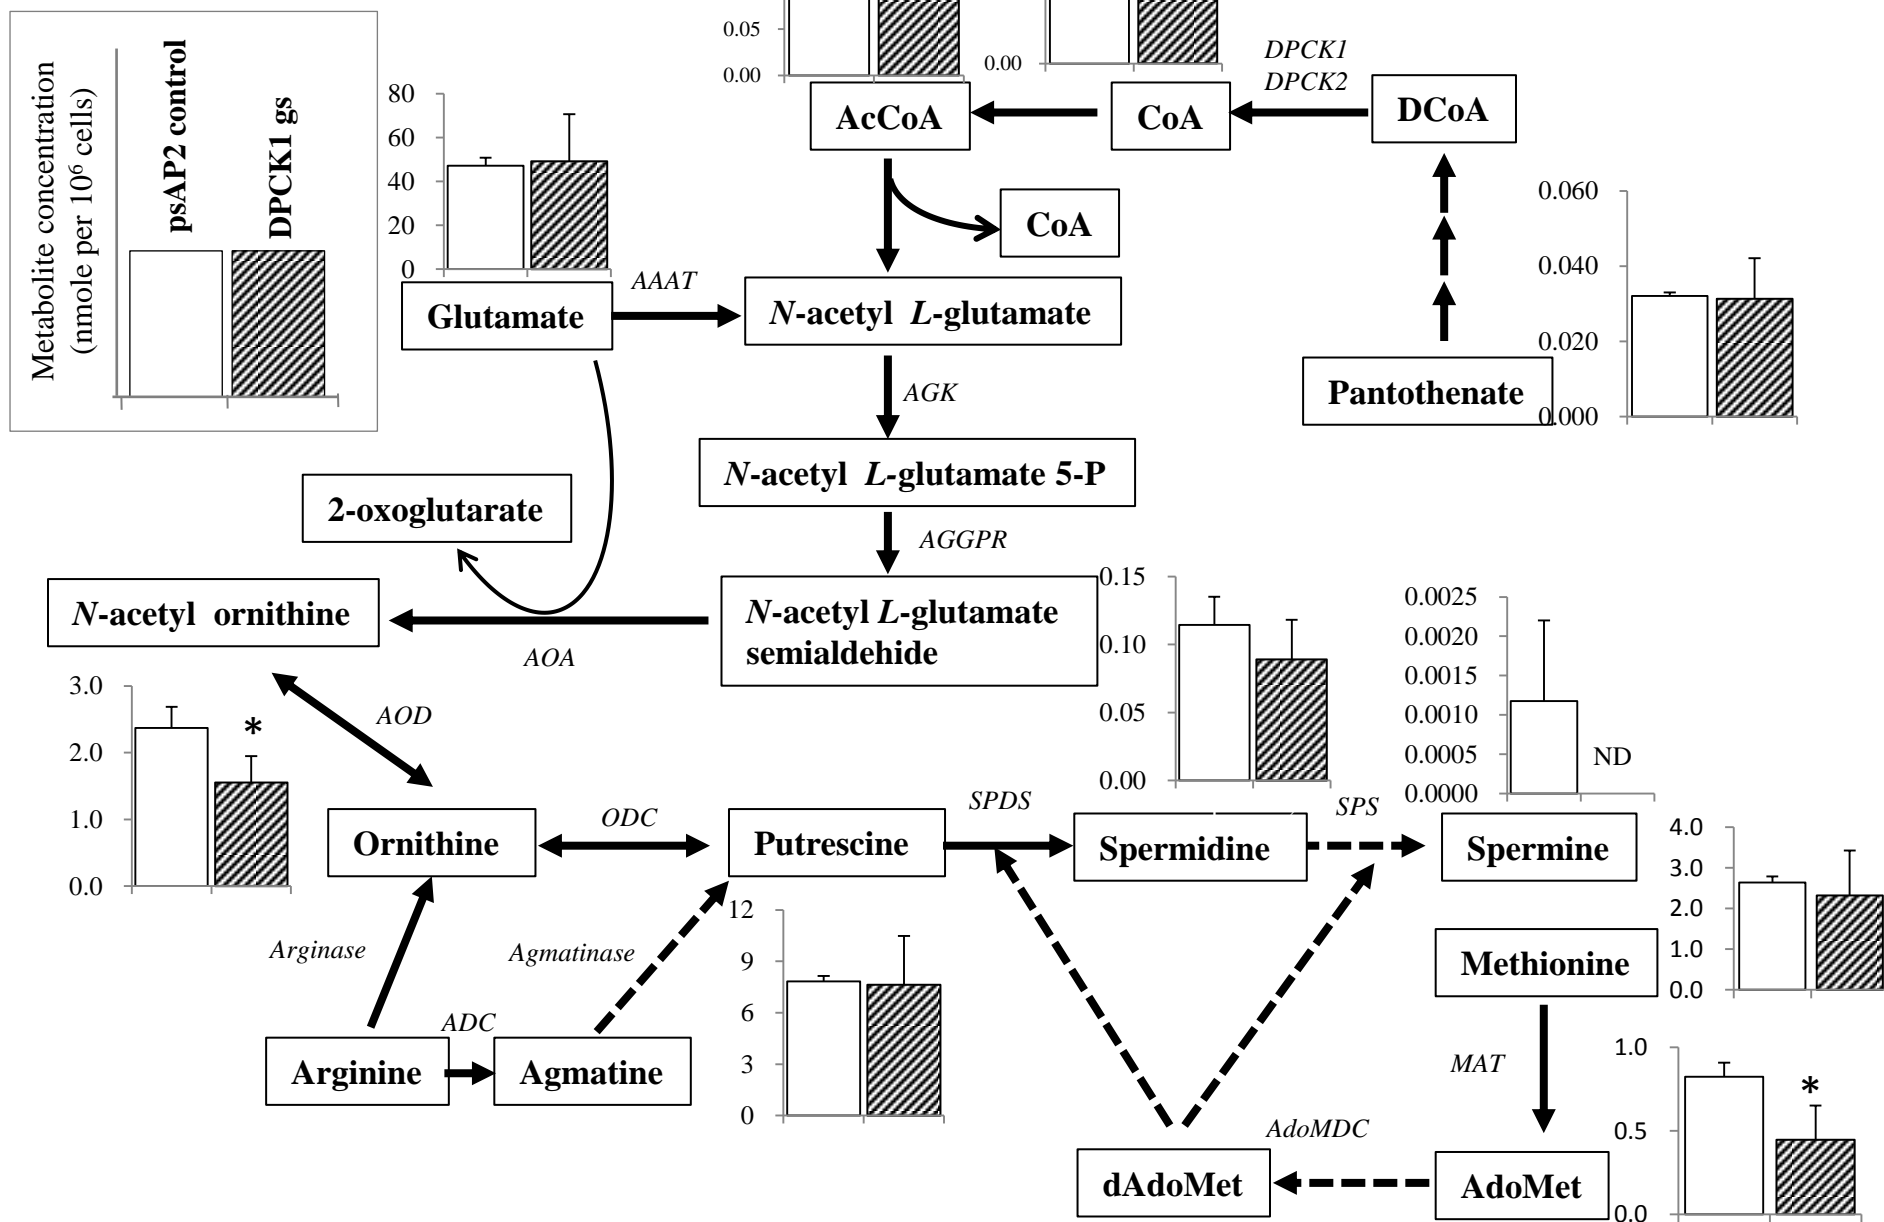 Metabolite concentration
(nmole per 10⁶ cells)
psAP2 control
DPCK1 gs
80
60
40
20
0
Glutamate
AAAT
0.05
0.00
AcCoA
0.00
CoA
DPCK1
DPCK2
DCoA
CoA
N-acetyl L-glutamate
AGK
0.060
0.040
0.020
0.000
Pantothenate
N-acetyl L-glutamate 5-P
AGGPR
2-oxoglutarate
N-acetyl ornithine
AOA
N-acetyl L-glutamate
semialdehide
0.15
0.10
0.05
0.00
0.0025
0.0020
0.0015
0.0010
0.0005
0.0000
ND
3.0
2.0
1.0
0.0
*
AOD
Ornithine
ODC
Putrescine
SPDS
Spermidine
SPS
Spermine
4.0
3.0
2.0
1.0
0.0
Methionine
Arginase
Agmatinase
12
9
6
3
0
Arginine
ADC
Agmatine
MAT
1.0
0.5
0.0
*
AdoMDC
dAdoMet
AdoMet